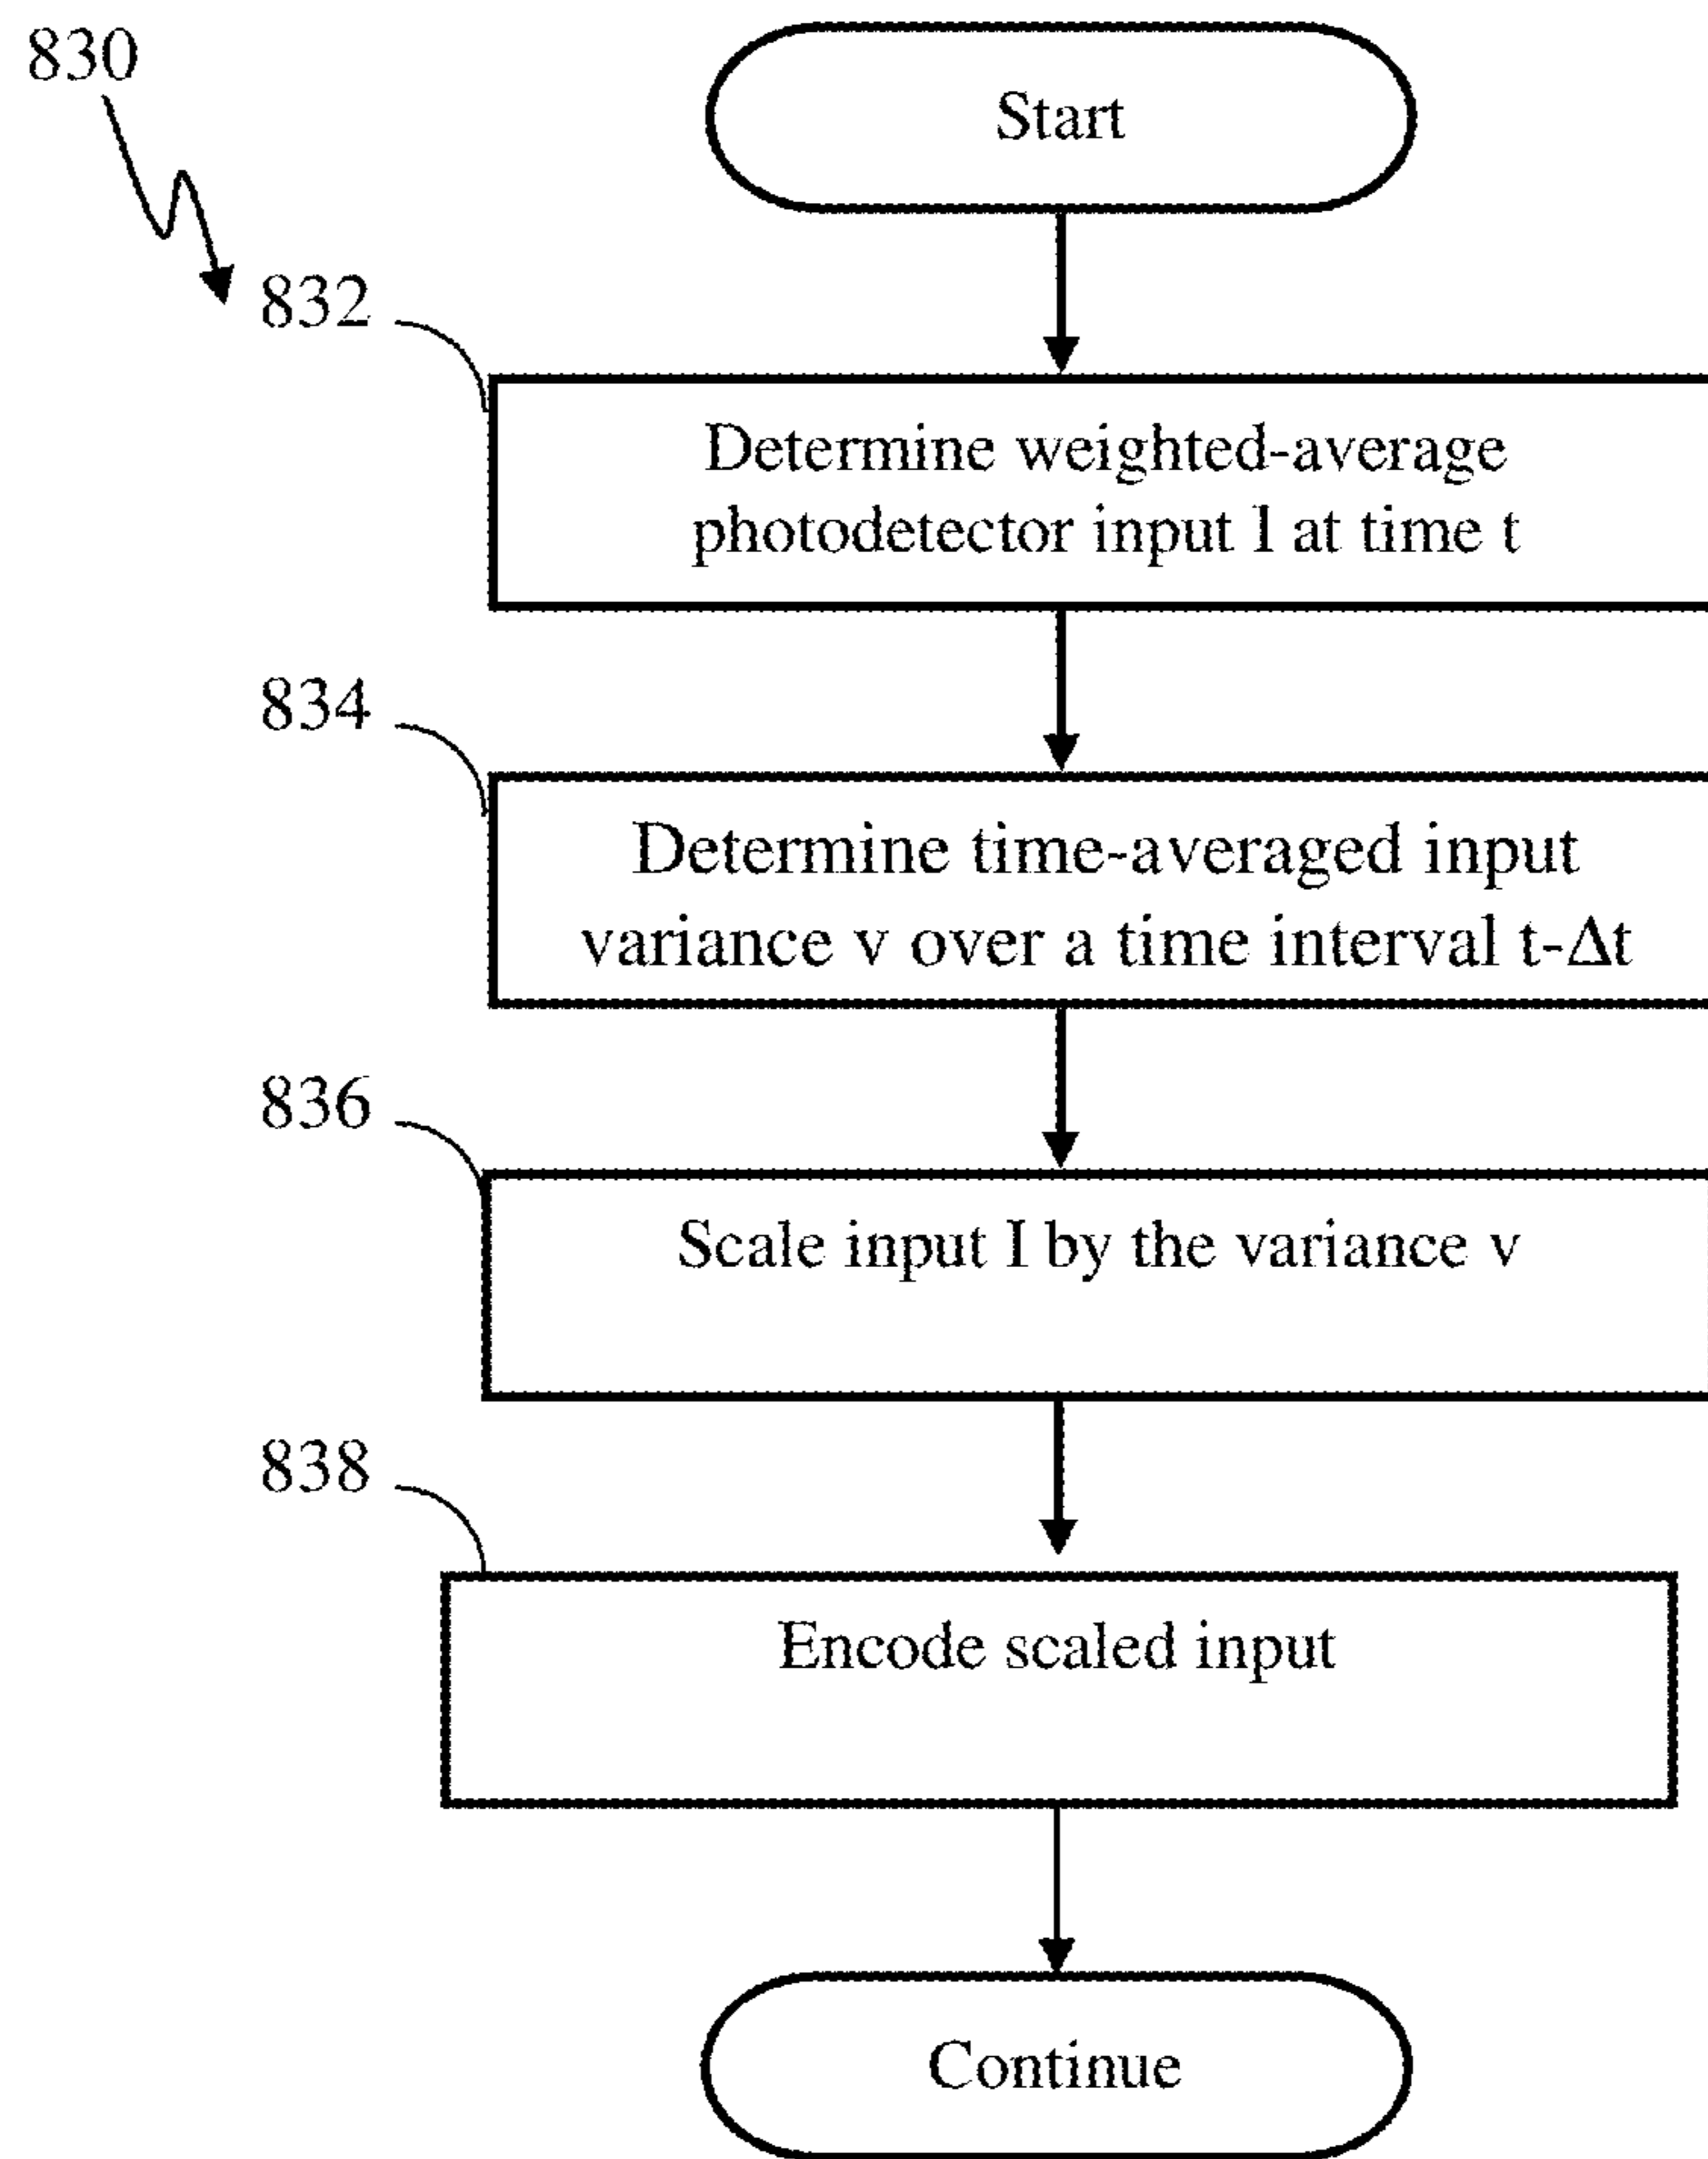 830
Start
832
Determine weighted-average
photodetector input I at time t
834
Determine time-averaged input
variance v over a time interval t-Δt
836
Scale input I by the variance v
838
Encode scaled input
Continue